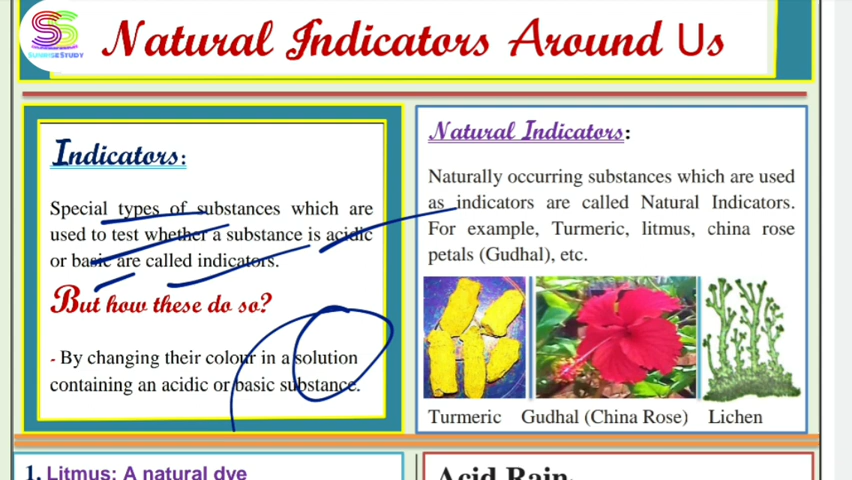 SUNRISE STUDY
Natural Indicators Around Us
Indicators:
Special types of substances which are
used to test whether a substance is acidic
or basic are called indicators.
But how these do so?
- By changing their colour in a solution
containing an acidic or basic substance.
Natural Indicators:
Naturally occurring substances which are used
as indicators are called Natural Indicators.
For example, Turmeric, litmus, china rose
petals (Gudhal), etc.
Turmeric Gudhal (China Rose) Lichen
1. Litmus: A natural dye
Acid Rain